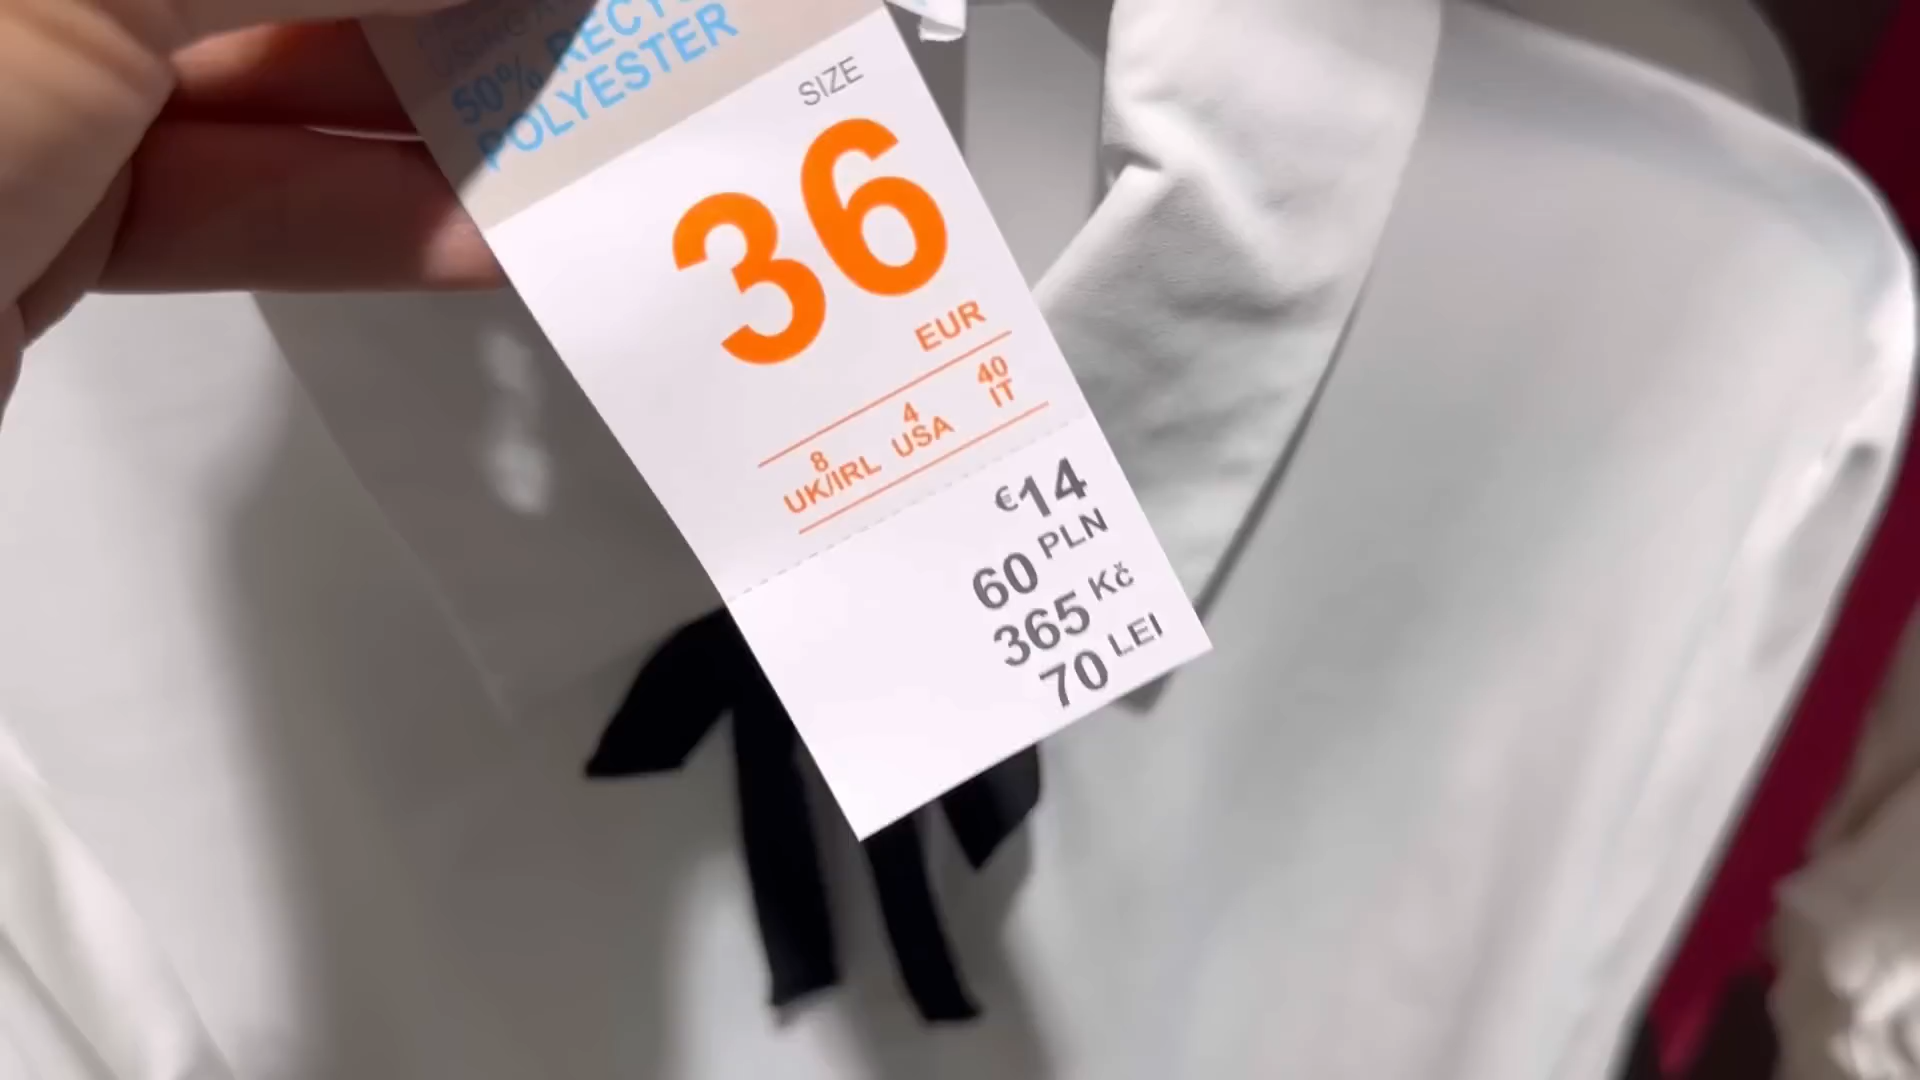 50% RECY
POLYESTER
SIZE
36
EUR
8 4 40
UK/IRL USA IT
€14
60 PLN
365 Kč
70 LEI